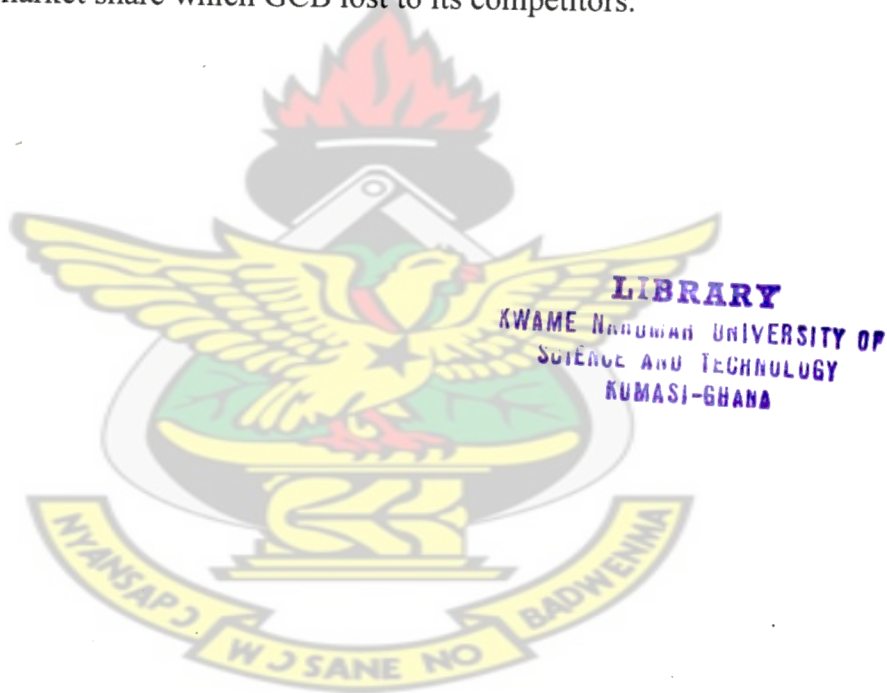 market share which GCB lost to its competitors.
LIBRARY
KWAME NKRUMAH UNIVERSITY OF
SCIENCE AND TECHNOLOGY
KUMASI-GHANA
NYANSAPƆ WƆSANE NO BADWENMA